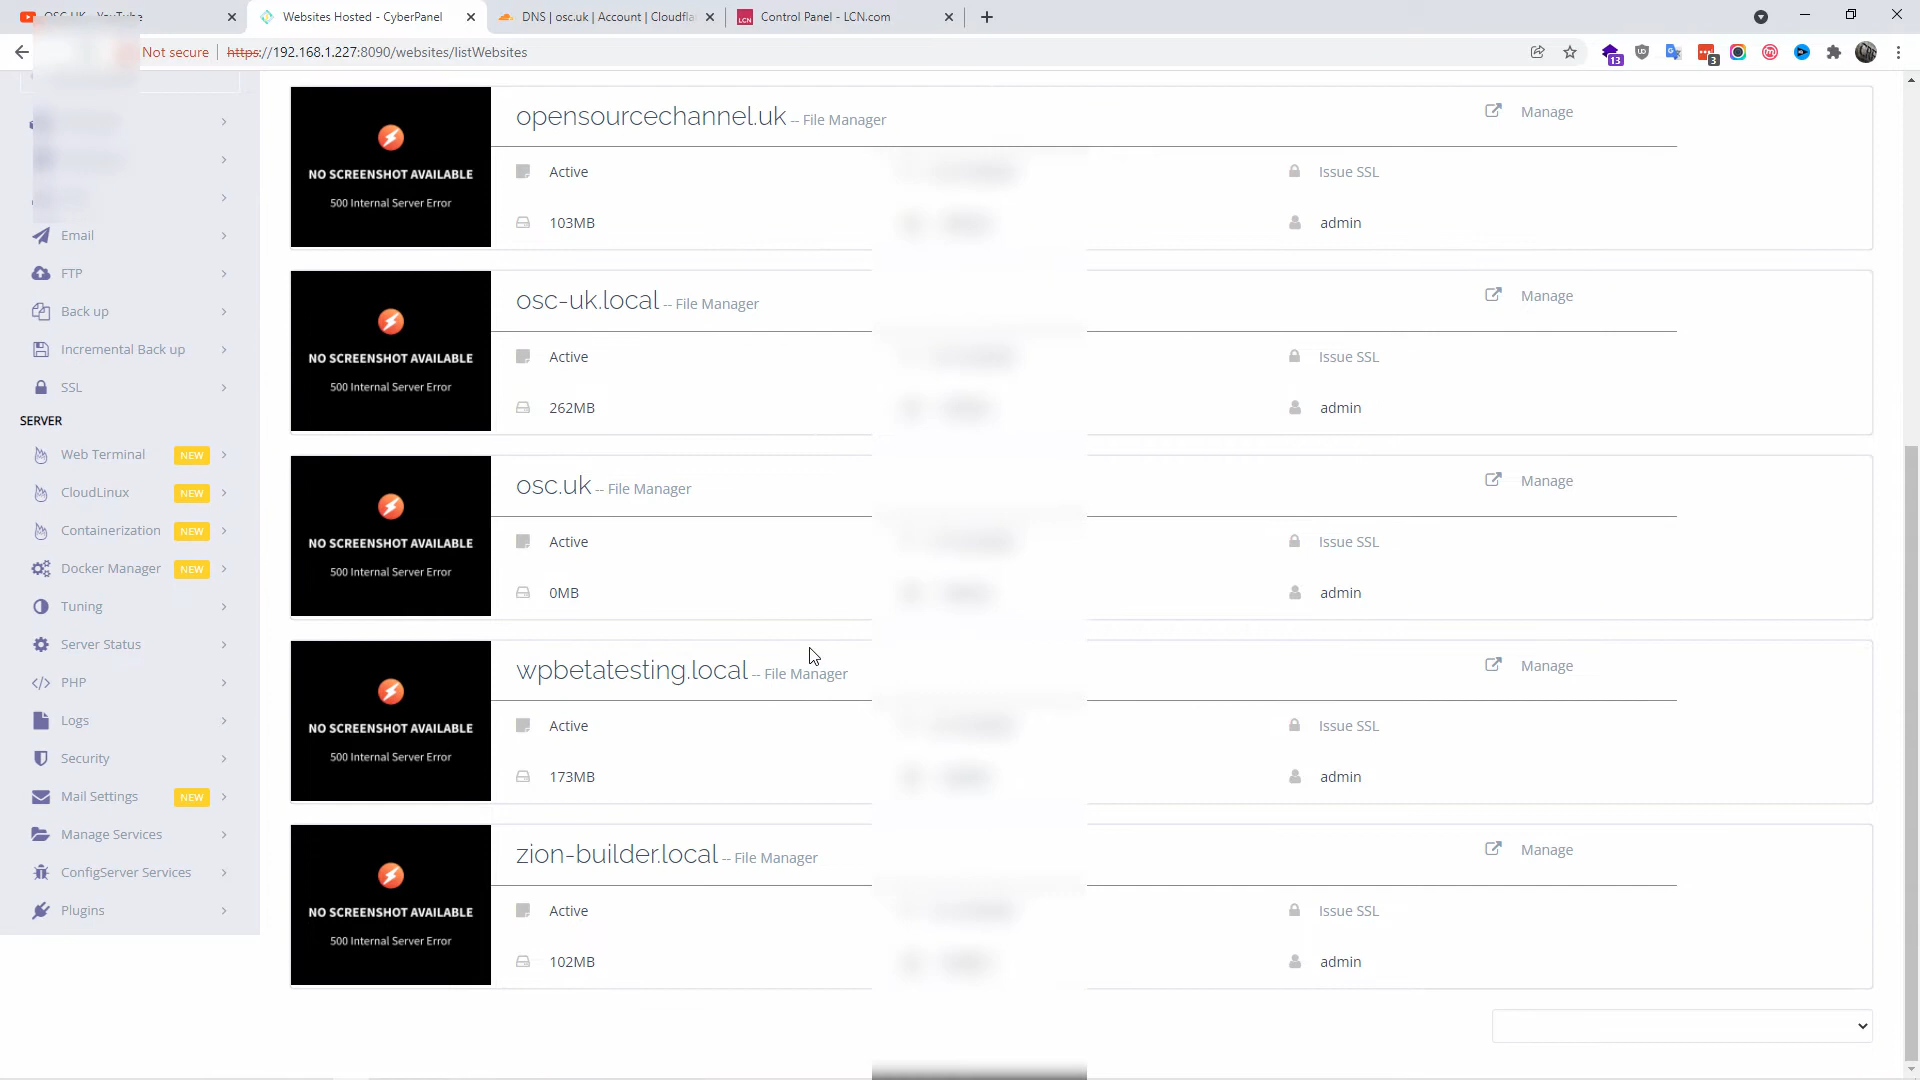 Websites Hosted - CyberPanel
DNS | osc.uk | Account | Cloudfla
LCN
Control Panel - LCN.com
Not secure
https://192.168.1.227:8090/websites/listWebsites
13
3
Email
FTP
Back up
Incremental Back up
SSL
SERVER
Web Terminal NEW
CloudLinux NEW
Containerization NEW
Docker Manager NEW
Tuning
Server Status
PHP
Logs
Security
Mail Settings NEW
Manage Services
ConfigServer Services
Plugins
NO SCREENSHOT AVAILABLE
500 Internal Server Error
opensourcechannel.uk -- File Manager
Manage
Active
Issue SSL
103MB
admin
NO SCREENSHOT AVAILABLE
500 Internal Server Error
osc-uk.local -- File Manager
Manage
Active
Issue SSL
262MB
admin
NO SCREENSHOT AVAILABLE
500 Internal Server Error
osc.uk -- File Manager
Manage
Active
Issue SSL
0MB
admin
NO SCREENSHOT AVAILABLE
500 Internal Server Error
wpbetatesting.local -- File Manager
Manage
Active
Issue SSL
173MB
admin
NO SCREENSHOT AVAILABLE
500 Internal Server Error
zion-builder.local -- File Manager
Manage
Active
Issue SSL
102MB
admin